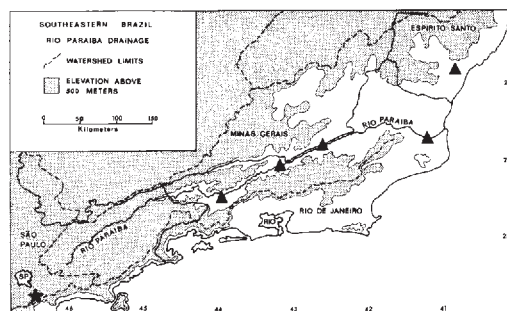 SOUTHEASTERN BRAZIL
RIO PARAIBA DRAINAGE
WATERSHED LIMITS
ELEVATION ABOVE
500 METERS
0 50 100 150
Kilometers
ESPIRITO SANTO
MINAS GERAIS
RIO PARAIBA
RIO DE JANEIRO
RIO
SÃO
PAULO
RIO PARAIBA
SP
46 45 44 43 42 41